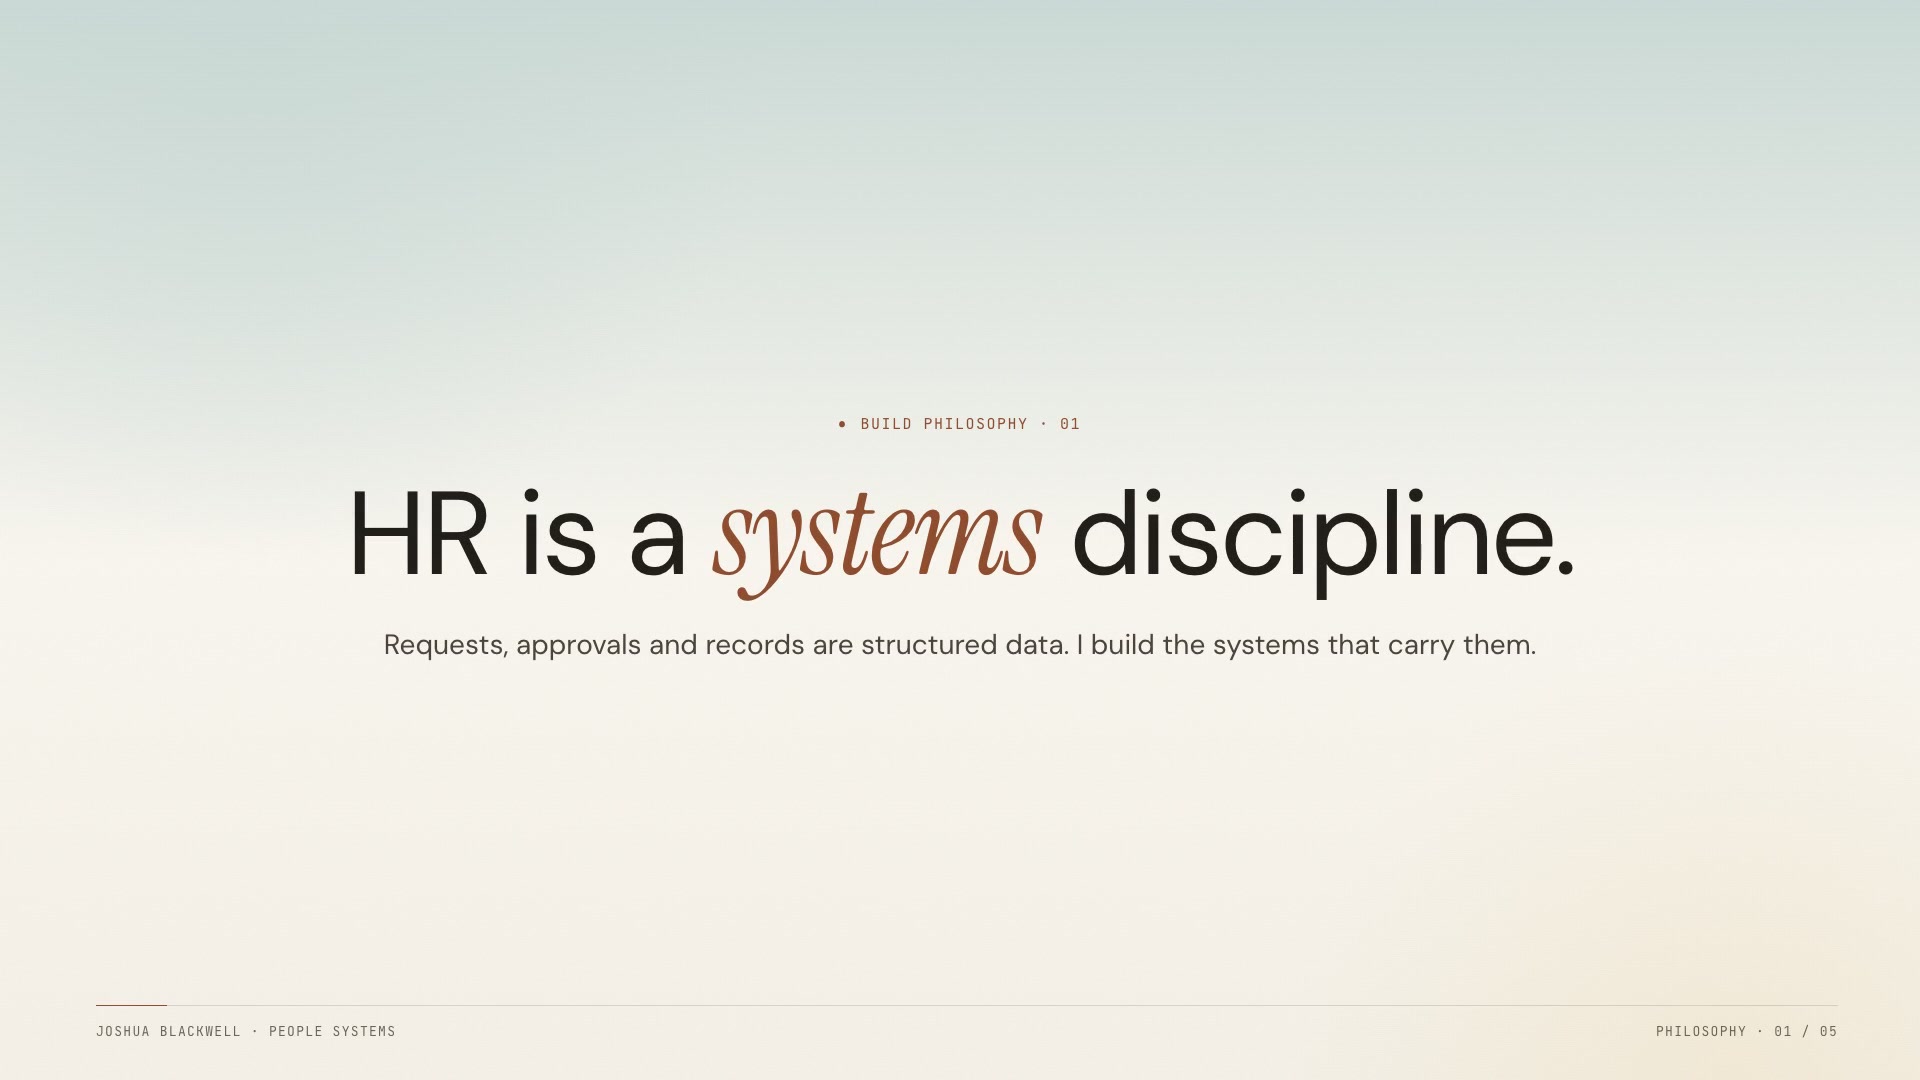 • BUILD PHILOSOPHY · 01
HR is a systems discipline.
Requests, approvals and records are structured data. I build the systems that carry them.
JOSHUA BLACKWELL · PEOPLE SYSTEMS
PHILOSOPHY · 01 / 05